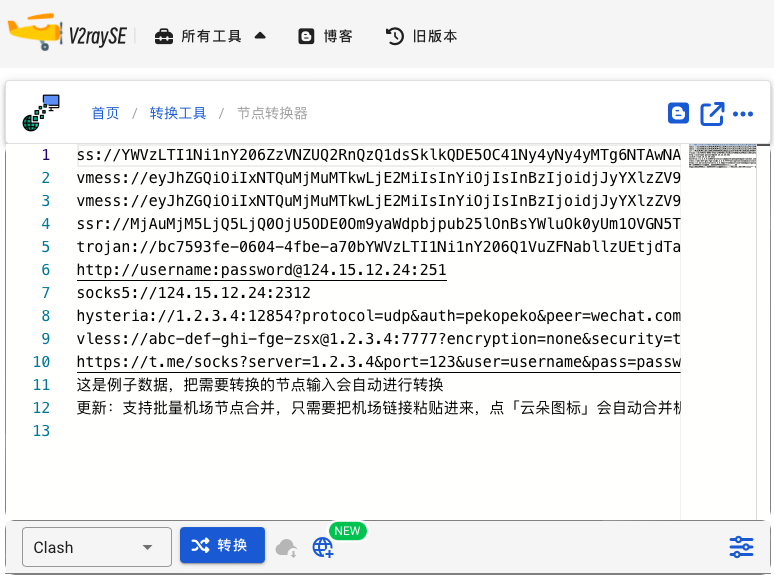 V2raySE
所有工具
博客
旧版本
首页 / 转换工具 / 节点转换器
1 ss://YWVzLTI1Ni1nY206ZzVNZUQ2RnQzQ1dsSklkQDE5OC41Ny4yNy4yMTg6NTAwNA
2 vmess://eyJhZGQiOiIxNTQuMjMuMTkwLjE2MiIsInYiOjIsInBzIjoidjJyYXlzZV9
3 vmess://eyJhZGQiOiIxNTQuMjMuMTkwLjE2MiIsInYiOjIsInBzIjoidjJyYXlzZV9
4 ssr://MjAuMjM5LjQ5LjQ0OjU5ODE0Om9yaWdpbjpub25lOnBsYWluOk0yUm1OVGN5T
5 trojan://bc7593fe-0604-4fbe-a70bYWVzLTI1Ni1nY206Q1VuZFNabllzUEtjdTa
6 http://username:password@124.15.12.24:251
7 socks5://124.15.12.24:2312
8 hysteria://1.2.3.4:12854?protocol=udp&auth=pekopeko&peer=wechat.com
9 vless://abc-def-ghi-fge-zsx@1.2.3.4:7777?encryption=none&security=t
10 https://t.me/socks?server=1.2.3.4&port=123&user=username&pass=passw
11 这是例子数据，把需要转换的节点输入会自动进行转换
12 更新：支持批量机场节点合并，只需要把机场链接粘贴进来，点「云朵图标」会自动合并机
13
Clash
转换
NEW